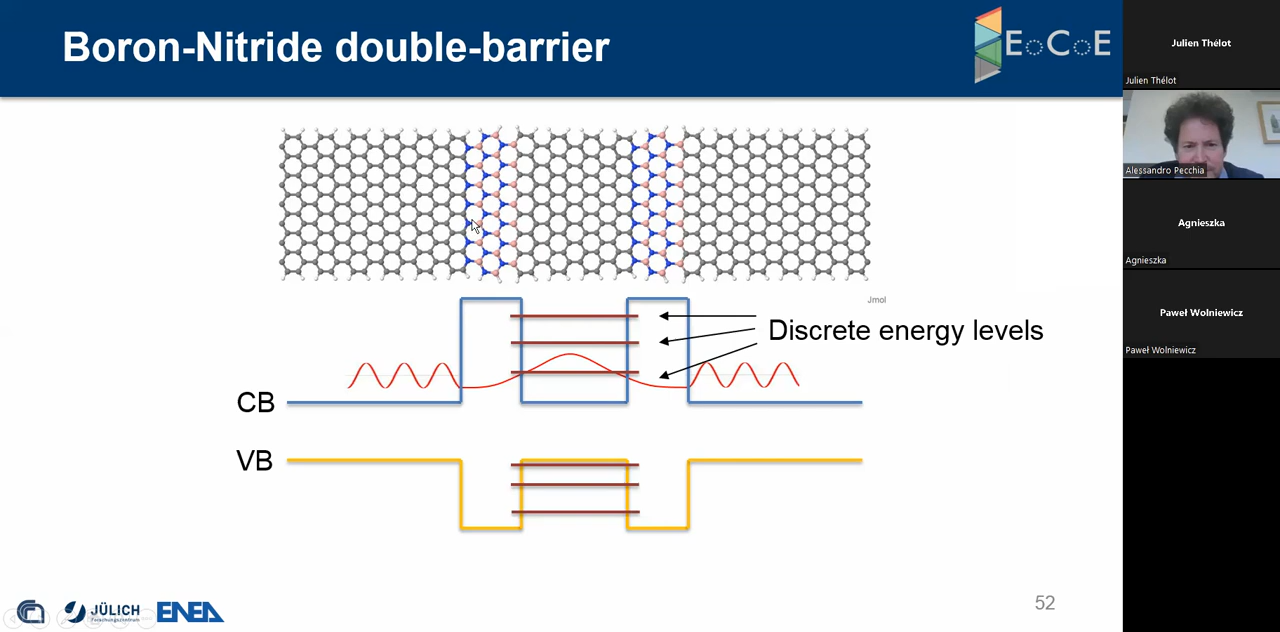 Boron-Nitride double-barrier
EoCoE
Jmol
Discrete energy levels
CB
VB
JÜLICH
Forschungszentrum
ENEA
52
Julien Thélot
Julien Thélot
Alessandro Pecchia
Agnieszka
Agnieszka
Paweł Wolniewicz
Paweł Wolniewicz